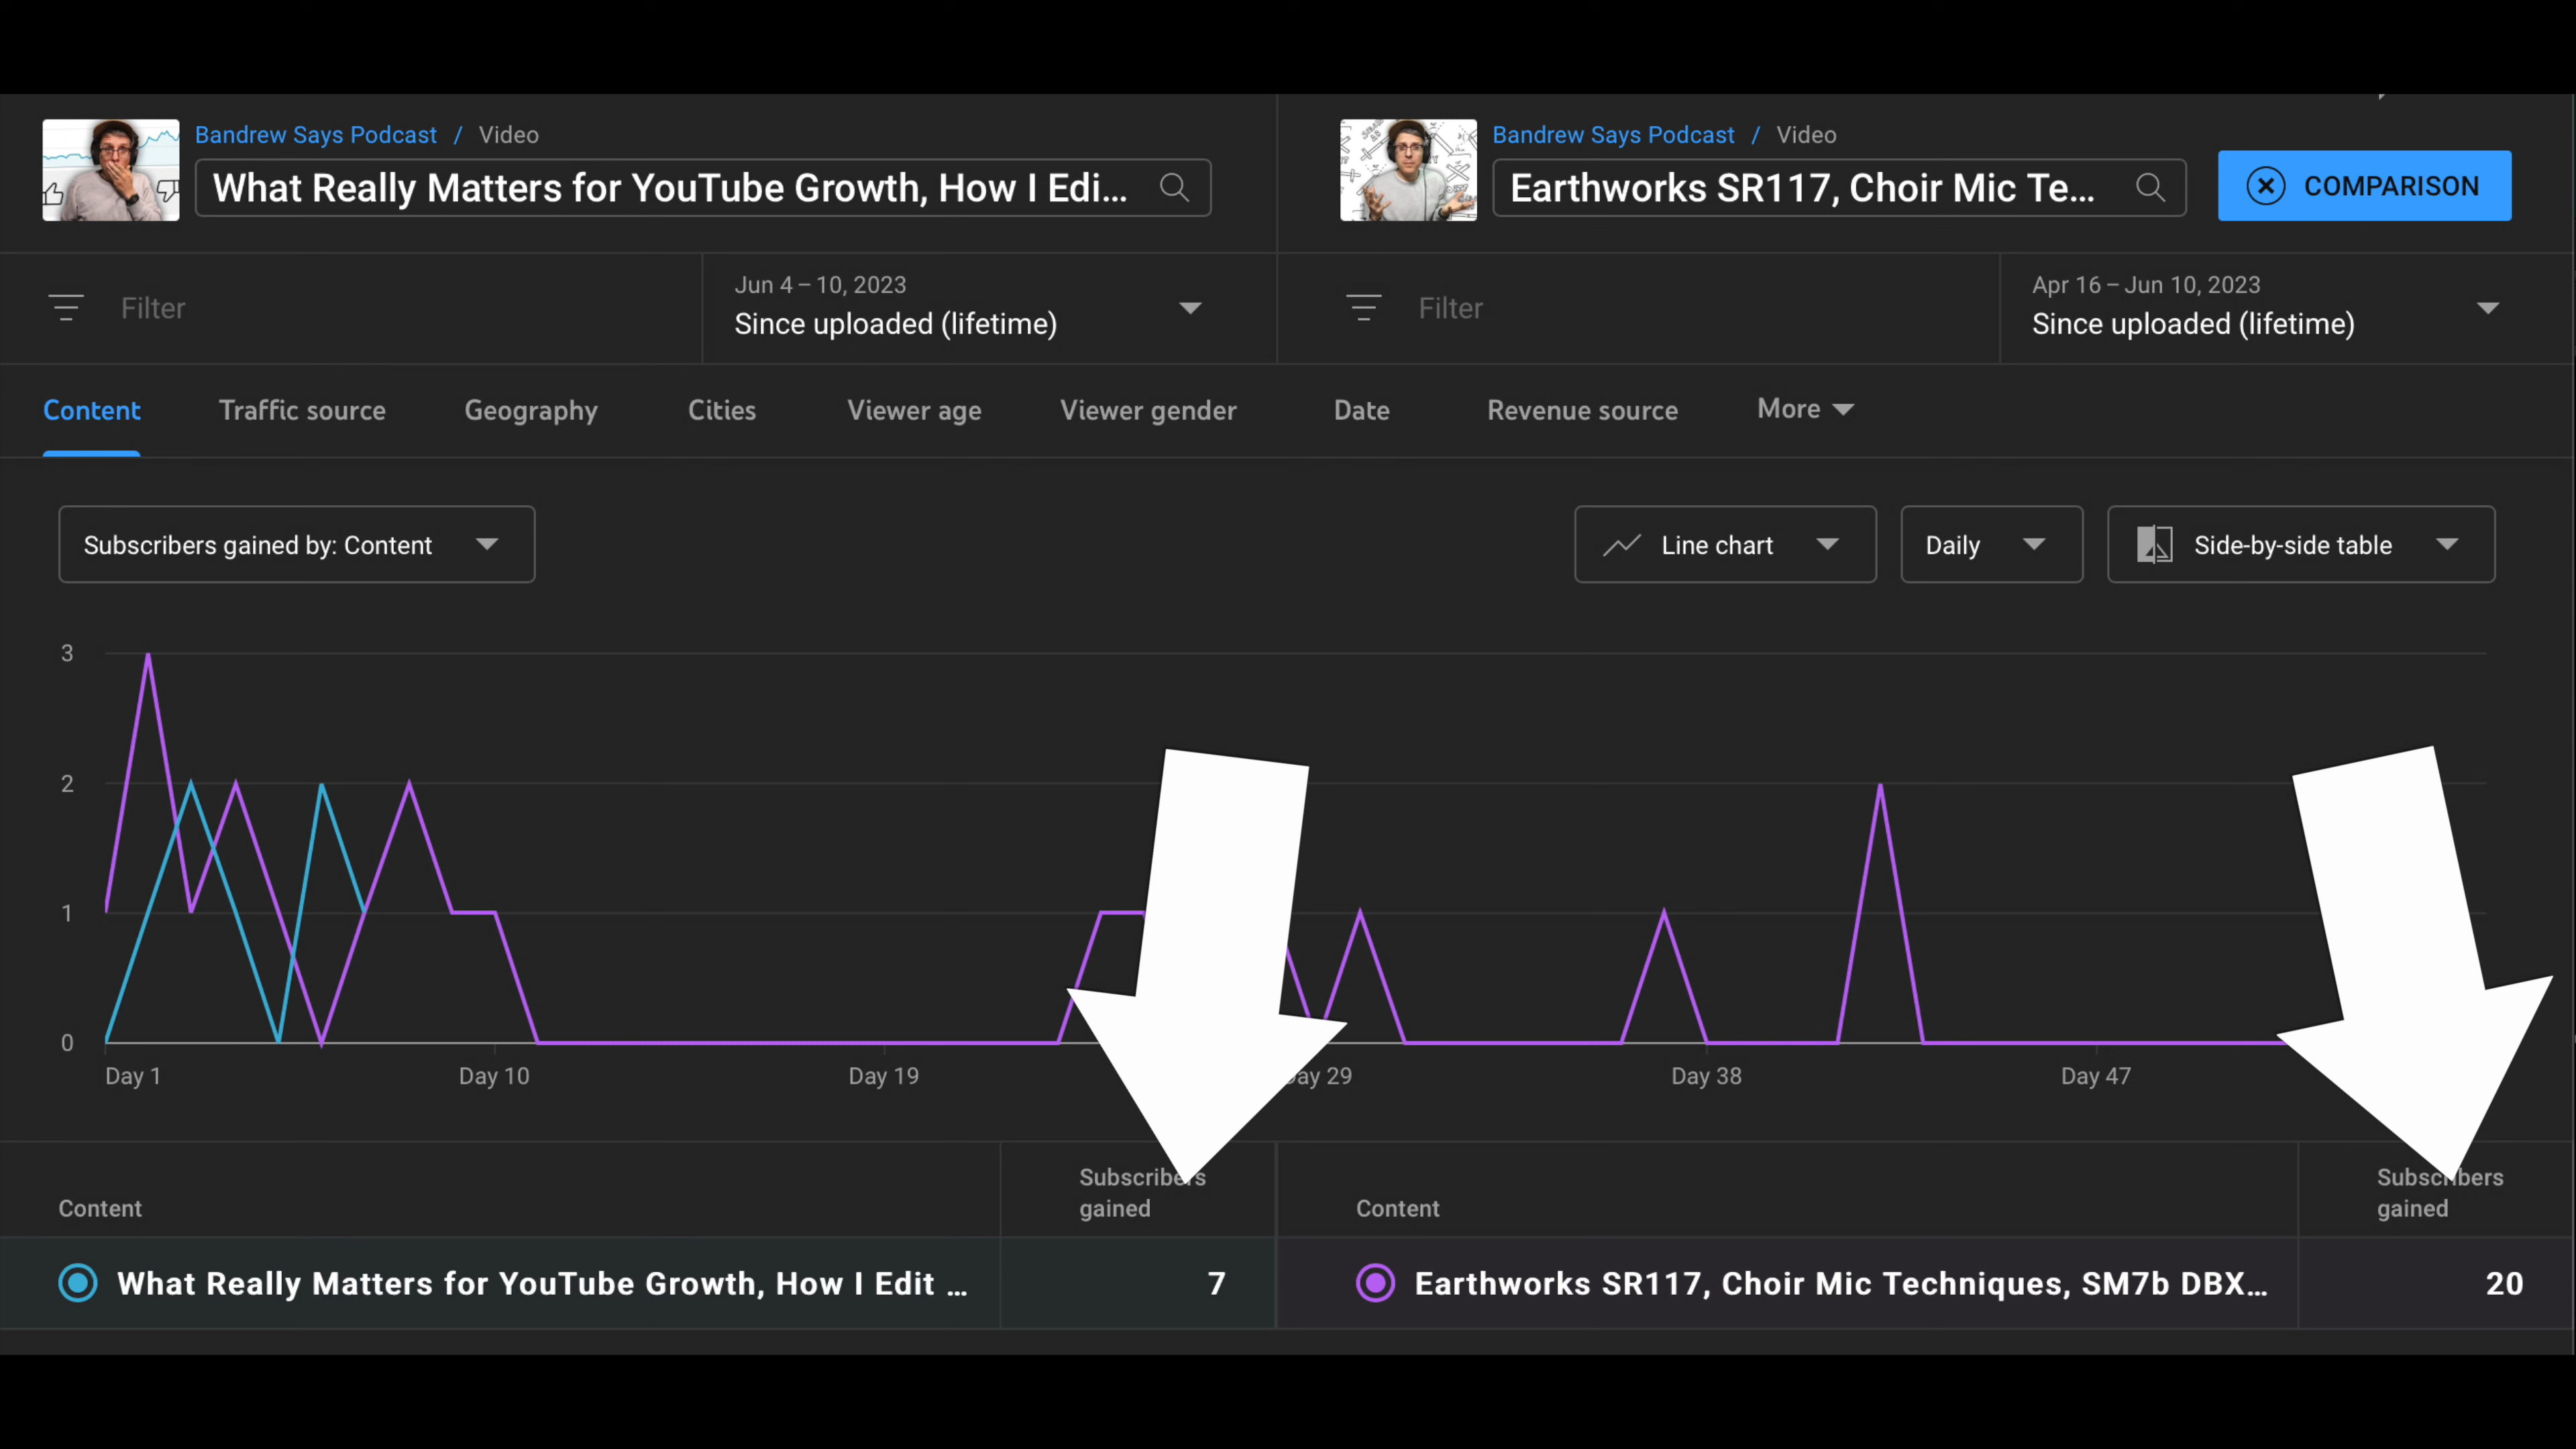 Bandrew Says Podcast / Video
What Really Matters for YouTube Growth, How I Edi...
Bandrew Says Podcast / Video
Earthworks SR117, Choir Mic Te...
COMPARISON
Filter
Jun 4 – 10, 2023
Since uploaded (lifetime)
Filter
Apr 16 – Jun 10, 2023
Since uploaded (lifetime)
Content Traffic source Geography Cities Viewer age Viewer gender Date Revenue source More
Subscribers gained by: Content
Line chart
Daily
Side-by-side table
3
2
1
0
Day 1 Day 10 Day 19 Day 29 Day 38 Day 47
Content
Subscribers
gained
Content
Subscribers
gained
What Really Matters for YouTube Growth, How I Edit ...
7
Earthworks SR117, Choir Mic Techniques, SM7b DBX...
20